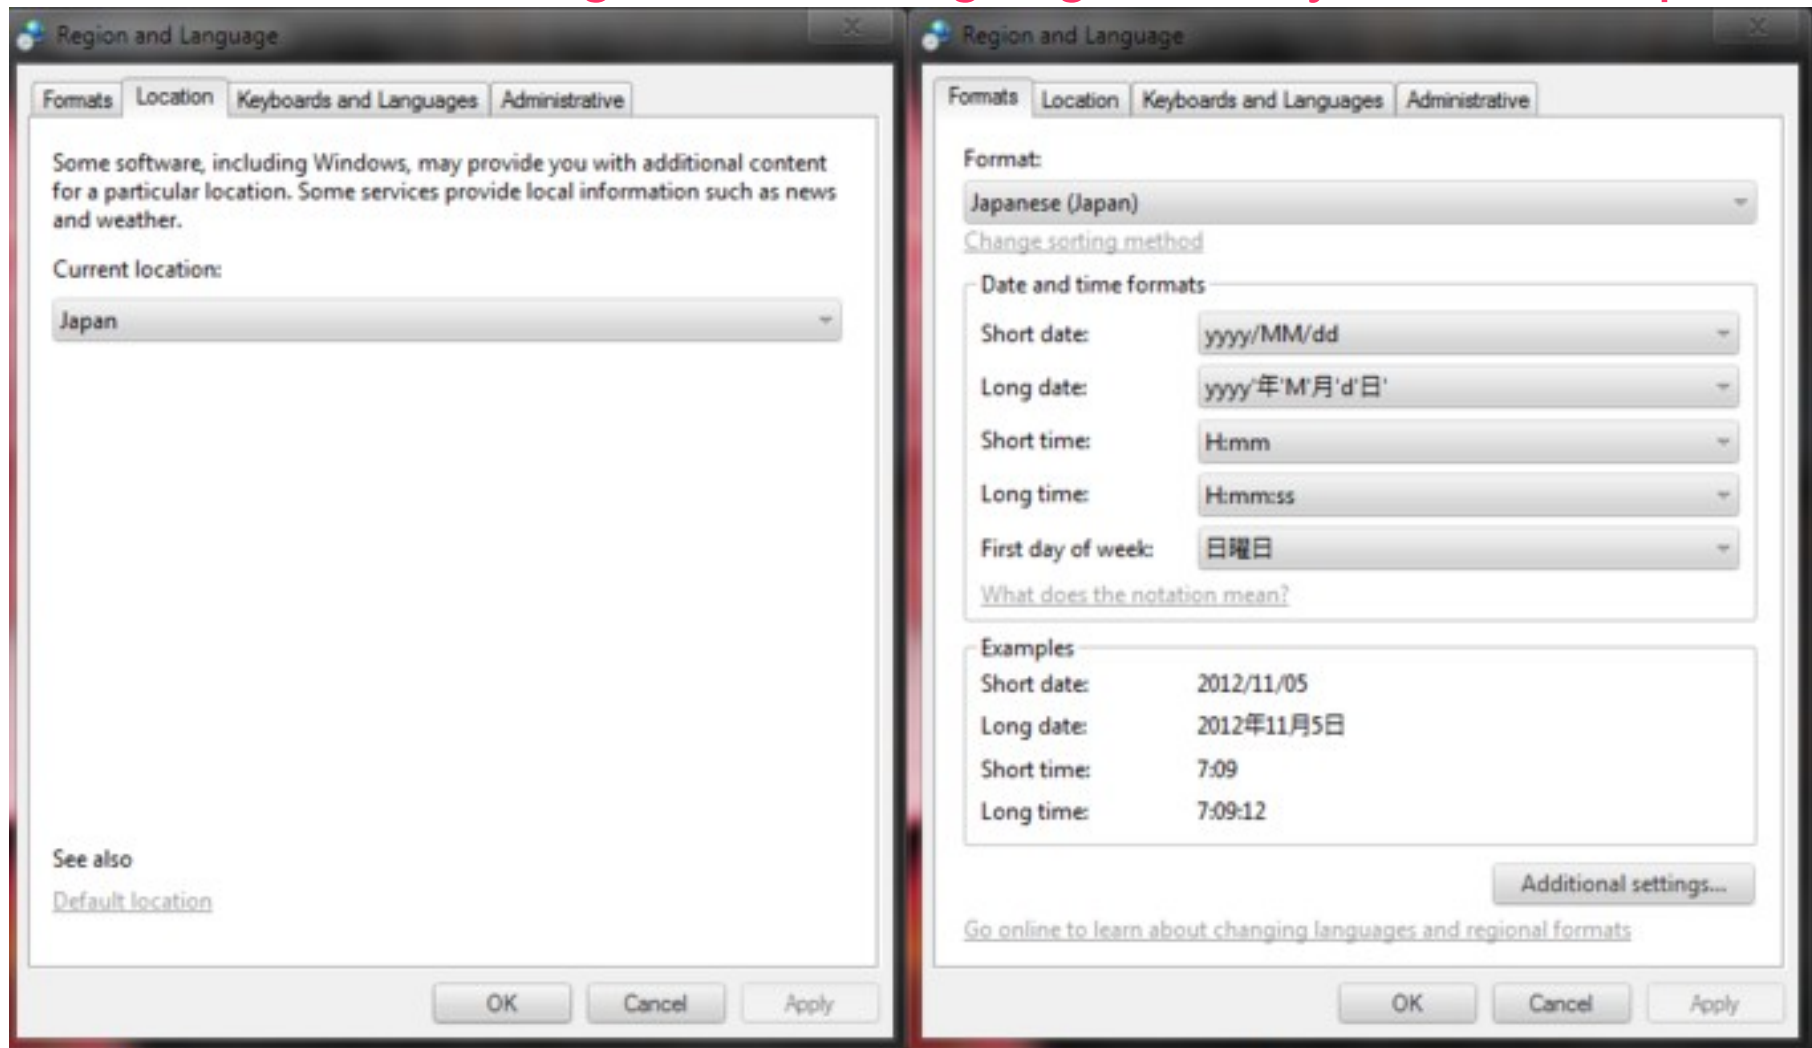 Region and Language
Formats Location Keyboards and Languages Administrative
Some software, including Windows, may provide you with additional content
for a particular location. Some services provide local information such as news
and weather.
Current location:
Japan
See also
Default location
OK Cancel Apply
Region and Language
Formats Location Keyboards and Languages Administrative
Format:
Japanese (Japan)
Change sorting method
Date and time formats
Short date: yyyy/MM/dd
Long date: yyyy'年'M'月'd'日'
Short time: H:mm
Long time: H:mm:ss
First day of week: 日曜日
What does the notation mean?
Examples
Short date: 2012/11/05
Long date: 2012年11月5日
Short time: 7:09
Long time: 7:09:12
Additional settings...
Go online to learn about changing languages and regional formats
OK Cancel Apply